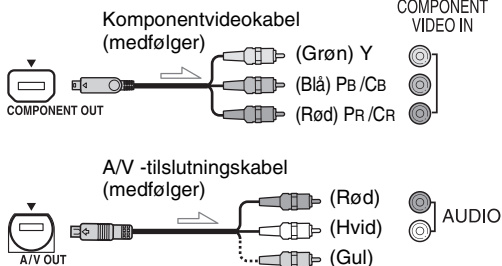 Komponentvideokabel
(medfølger)
COMPONENT
VIDEO IN
(Grøn) Y
(Blå) PB /CB
(Rød) PR /CR
COMPONENT OUT
A/V -tilslutningskabel
(medfølger)
(Rød)
(Hvid)
(Gul)
AUDIO
A/V OUT